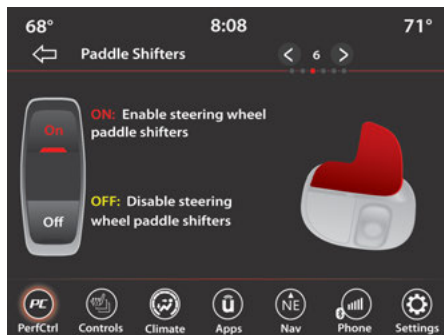 68° 8:08 71°
Paddle Shifters
6
ON: Enable steering wheel
paddle shifters
On
OFF: Disable steering
wheel paddle shifters
Off
PC ū NE
PerfCtrl Controls Climate Apps Nav Phone Settings